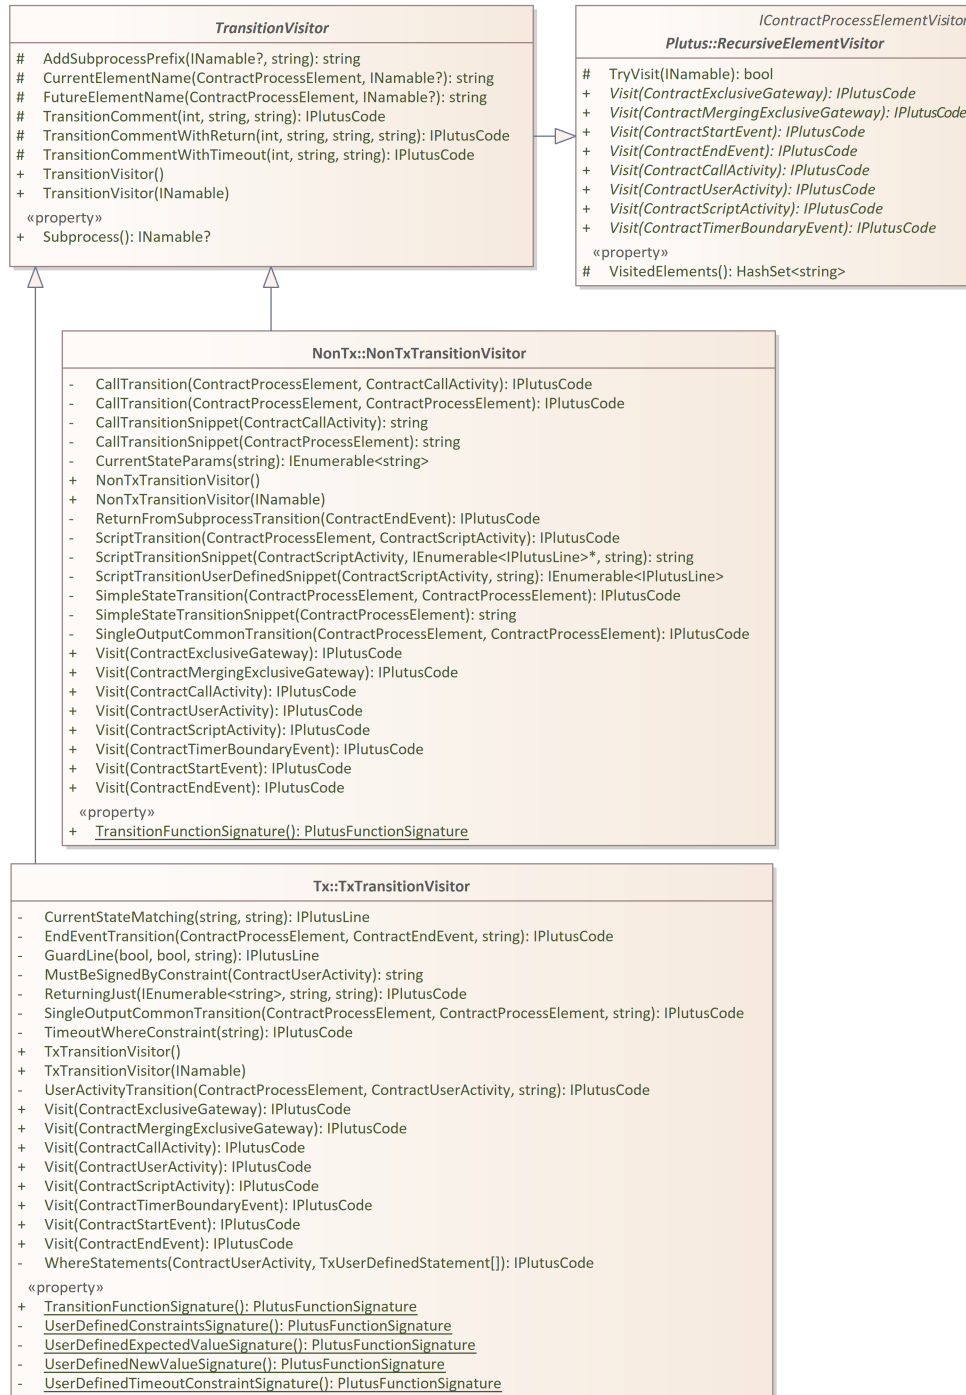 TransitionVisitor
# AddSubprocessPrefix(INamable?, string): string
# CurrentElementName(ContractProcessElement, INamable?): string
# FutureElementName(ContractProcessElement, INamable?): string
# TransitionComment(int, string, string): IPlutusCode
# TransitionCommentWithReturn(int, string, string, string): IPlutusCode
# TransitionCommentWithTimeout(int, string, string): IPlutusCode
+ TransitionVisitor()
+ TransitionVisitor(INamable)
«property»
+ Subprocess(): INamable?
IContractProcessElementVisitor
Plutus::RecursiveElementVisitor
# TryVisit(INamable): bool
+ Visit(ContractExclusiveGateway): IPlutusCode
+ Visit(ContractMergingExclusiveGateway): IPlutusCode
+ Visit(ContractStartEvent): IPlutusCode
+ Visit(ContractEndEvent): IPlutusCode
+ Visit(ContractCallActivity): IPlutusCode
+ Visit(ContractUserActivity): IPlutusCode
+ Visit(ContractScriptActivity): IPlutusCode
+ Visit(ContractTimerBoundaryEvent): IPlutusCode
«property»
# VisitedElements(): HashSet<string>
NonTx::NonTxTransitionVisitor
- CallTransition(ContractProcessElement, ContractCallActivity): IPlutusCode
- CallTransition(ContractProcessElement, ContractProcessElement): IPlutusCode
- CallTransitionSnippet(ContractCallActivity): string
- CallTransitionSnippet(ContractProcessElement): string
- CurrentStateParams(string): IEnumerable<string>
+ NonTxTransitionVisitor()
+ NonTxTransitionVisitor(INamable)
- ReturnFromSubprocessTransition(ContractEndEvent): IPlutusCode
- ScriptTransition(ContractProcessElement, ContractScriptActivity): IPlutusCode
- ScriptTransitionSnippet(ContractScriptActivity, IEnumerable<IPlutusLine>*, string): string
- ScriptTransitionUserDefinedSnippet(ContractScriptActivity, string): IEnumerable<IPlutusLine>
- SimpleStateTransition(ContractProcessElement, ContractProcessElement): IPlutusCode
- SimpleStateTransitionSnippet(ContractProcessElement): string
- SingleOutputCommonTransition(ContractProcessElement, ContractProcessElement): IPlutusCode
+ Visit(ContractExclusiveGateway): IPlutusCode
+ Visit(ContractMergingExclusiveGateway): IPlutusCode
+ Visit(ContractCallActivity): IPlutusCode
+ Visit(ContractUserActivity): IPlutusCode
+ Visit(ContractScriptActivity): IPlutusCode
+ Visit(ContractTimerBoundaryEvent): IPlutusCode
+ Visit(ContractStartEvent): IPlutusCode
+ Visit(ContractEndEvent): IPlutusCode
«property»
+ TransitionFunctionSignature(): PlutusFunctionSignature
Tx::TxTransitionVisitor
- CurrentStateMatching(string, string): IPlutusLine
- EndEventTransition(ContractProcessElement, ContractEndEvent, string): IPlutusCode
- GuardLine(bool, bool, string): IPlutusLine
- MustBeSignedByConstraint(ContractUserActivity): string
- ReturningJust(IEnumerable<string>, string, string): IPlutusCode
- SingleOutputCommonTransition(ContractProcessElement, ContractProcessElement, string): IPlutusCode
- TimeoutWhereConstraint(string): IPlutusCode
+ TxTransitionVisitor()
+ TxTransitionVisitor(INamable)
- UserActivityTransition(ContractProcessElement, ContractUserActivity, string): IPlutusCode
+ Visit(ContractExclusiveGateway): IPlutusCode
+ Visit(ContractMergingExclusiveGateway): IPlutusCode
+ Visit(ContractCallActivity): IPlutusCode
+ Visit(ContractUserActivity): IPlutusCode
+ Visit(ContractScriptActivity): IPlutusCode
+ Visit(ContractTimerBoundaryEvent): IPlutusCode
+ Visit(ContractStartEvent): IPlutusCode
+ Visit(ContractEndEvent): IPlutusCode
- WhereStatements(ContractUserActivity, TxUserDefinedStatement[]): IPlutusCode
«property»
+ TransitionFunctionSignature(): PlutusFunctionSignature
- UserDefinedConstraintsSignature(): PlutusFunctionSignature
- UserDefinedExpectedValueSignature(): PlutusFunctionSignature
- UserDefinedNewValueSignature(): PlutusFunctionSignature
- UserDefinedTimeoutConstraintSignature(): PlutusFunctionSignature